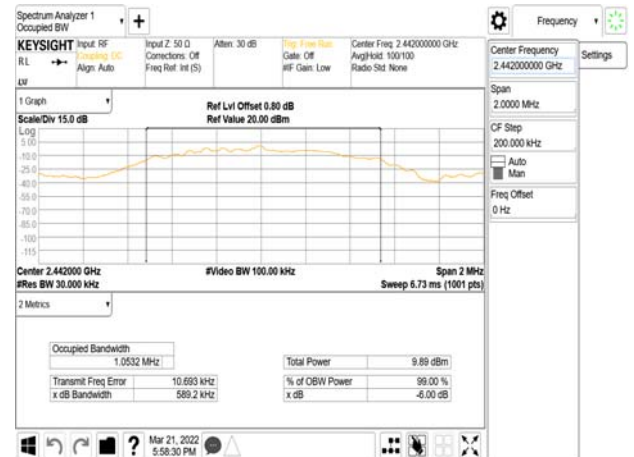 Spectrum Analyzer 1
Occupied BW
+
Frequency
KEYSIGHT
Input: RF
Input Z: 50 Ω
Atten: 30 dB
Trig: Free Run
Center Freq: 2.442000000 GHz
RL
Coupling: DC
Corrections: Off
Gate: Off
Avg|Hold: 100/100
Align: Auto
Freq Ref: Int (S)
#IF Gain: Low
Radio Std: None
Center Frequency
2.442000000 GHz
Settings
Span
2.0000 MHz
CF Step
200.000 kHz
Auto
Man
Freq Offset
0 Hz
1 Graph
Ref Lvl Offset 0.80 dB
Scale/Div 15.0 dB
Ref Value 20.00 dBm
Log
5.00
-10.0
-25.0
-40.0
-55.0
-70.0
-85.0
-100
-115
Center 2.442000 GHz
#Video BW 100.00 kHz
Span 2 MHz
#Res BW 30.000 kHz
Sweep 6.73 ms (1001 pts)
2 Metrics
Occupied Bandwidth
1.0532 MHz
Total Power
9.89 dBm
Transmit Freq Error
10.693 kHz
% of OBW Power
99.00 %
x dB Bandwidth
589.2 kHz
x dB
-6.00 dB
?
Mar 21, 2022
5:58:30 PM